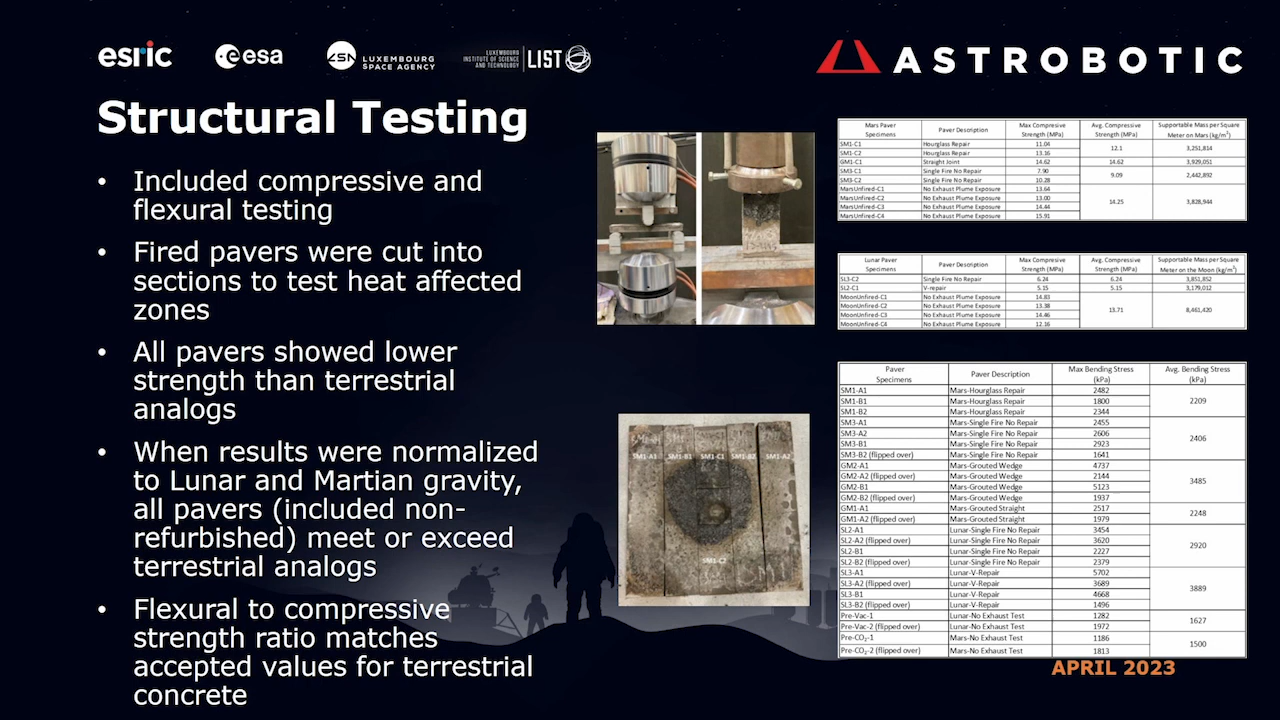 esric
esa
LSA LUXEMBOURG SPACE AGENCY
LUXEMBOURG INSTITUTE OF SCIENCE AND TECHNOLOGY LIST
ASTROBOTIC
Structural Testing
• Included compressive and
flexural testing
• Fired pavers were cut into
sections to test heat affected
zones
• All pavers showed lower
strength than terrestrial
analogs
• When results were normalized
to Lunar and Martian gravity,
all pavers (included non-
refurbished) meet or exceed
terrestrial analogs
• Flexural to compressive
strength ratio matches
accepted values for terrestrial
concrete
SM1-A1 SM1-B1 SM1-C1 SM1-B2 SM1-A2
SM1-C2
Mars Paver Specimens Paver Description Max Compresive Strength (MPa) Avg. Compressive Strength (MPa) Supportable Mass per Square Meter on Mars (kg/m²)
SM1-C1 Hourglass Repair 11.04 12.1 3,251,814
SM1-C2 Hourglass Repair 13.16
GM1-C1 Straight Joint 14.62 14.62 3,929,051
SM3-C1 Single Fire No Repair 7.90 9.09 2,442,892
SM3-C2 Single Fire No Repair 10.28
MarsUnfired-C1 No Exhaust Plume Exposure 13.64 14.25 3,828,944
MarsUnfired-C2 No Exhaust Plume Exposure 13.00
MarsUnfired-C3 No Exhaust Plume Exposure 14.44
MarsUnfired-C4 No Exhaust Plume Exposure 15.91
Lunar Paver Specimens Paver Description Max Compressive Strength (MPa) Avg. Compressive Strength (MPa) Supportable Mass per Square Meter on the Moon (kg/m²)
SL3-C2 Single Fire No Repair 6.24 6.24 3,851,852
SL2-C1 V-repair 5.15 5.15 3,179,012
MoonUnfired-C1 No Exhaust Plume Exposure 14.83 13.71 8,461,420
MoonUnfired-C2 No Exhaust Plume Exposure 13.38
MoonUnfired-C3 No Exhaust Plume Exposure 14.46
MoonUnfired-C4 No Exhaust Plume Exposure 12.16
Paver Specimens Paver Description Max Bending Stress (kPa) Avg. Bending Stress (kPa)
SM1-A1 Mars-Hourglass Repair 2482 2209
SM1-B1 Mars-Hourglass Repair 1800
SM1-B2 Mars-Hourglass Repair 2344
SM3-A1 Mars-Single Fire No Repair 2455 2406
SM3-A2 Mars-Single Fire No Repair 2606
SM3-B1 Mars-Single Fire No Repair 2923
SM3-B2 (flipped over) Mars-Single Fire No Repair 1641
GM2-A1 Mars-Grouted Wedge 4737 3485
GM2-A2 (flipped over) Mars-Grouted Wedge 2144
GM2-B1 Mars-Grouted Wedge 5123
GM2-B2 (flipped over) Mars-Grouted Wedge 1937
GM1-A1 Mars-Grouted Straight 2517 2248
GM1-A2 (flipped over) Mars-Grouted Straight 1979
SL2-A1 Lunar-Single Fire No Repair 3454 2920
SL2-A2 (flipped over) Lunar-Single Fire No Repair 3620
SL2-B1 Lunar-Single Fire No Repair 2227
SL2-B2 (flipped over) Lunar-Single Fire No Repair 2379
SL3-A1 Lunar-V-Repair 5702 3889
SL3-A2 (flipped over) Lunar-V-Repair 3689
SL3-B1 Lunar-V-Repair 4668
SL3-B2 (flipped over) Lunar-V-Repair 1496
Pre-Vac-1 Lunar-No Exhaust Test 1282 1627
Pre-Vac-2 (flipped over) Lunar-No Exhaust Test 1972
Pre-CO₂-1 Mars-No Exhaust Test 1186 1500
Pre-CO₂-2 (flipped over) Mars-No Exhaust Test 1813
APRIL 2023